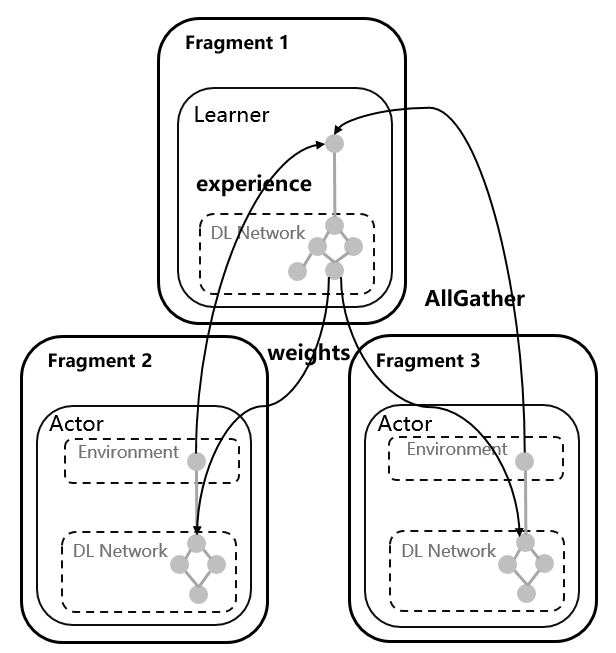 Fragment 1
Learner
experience
DL Network
AllGather
weights
Fragment 2
Actor
Environment
DL Network
Fragment 3
Actor
Environment
DL Network